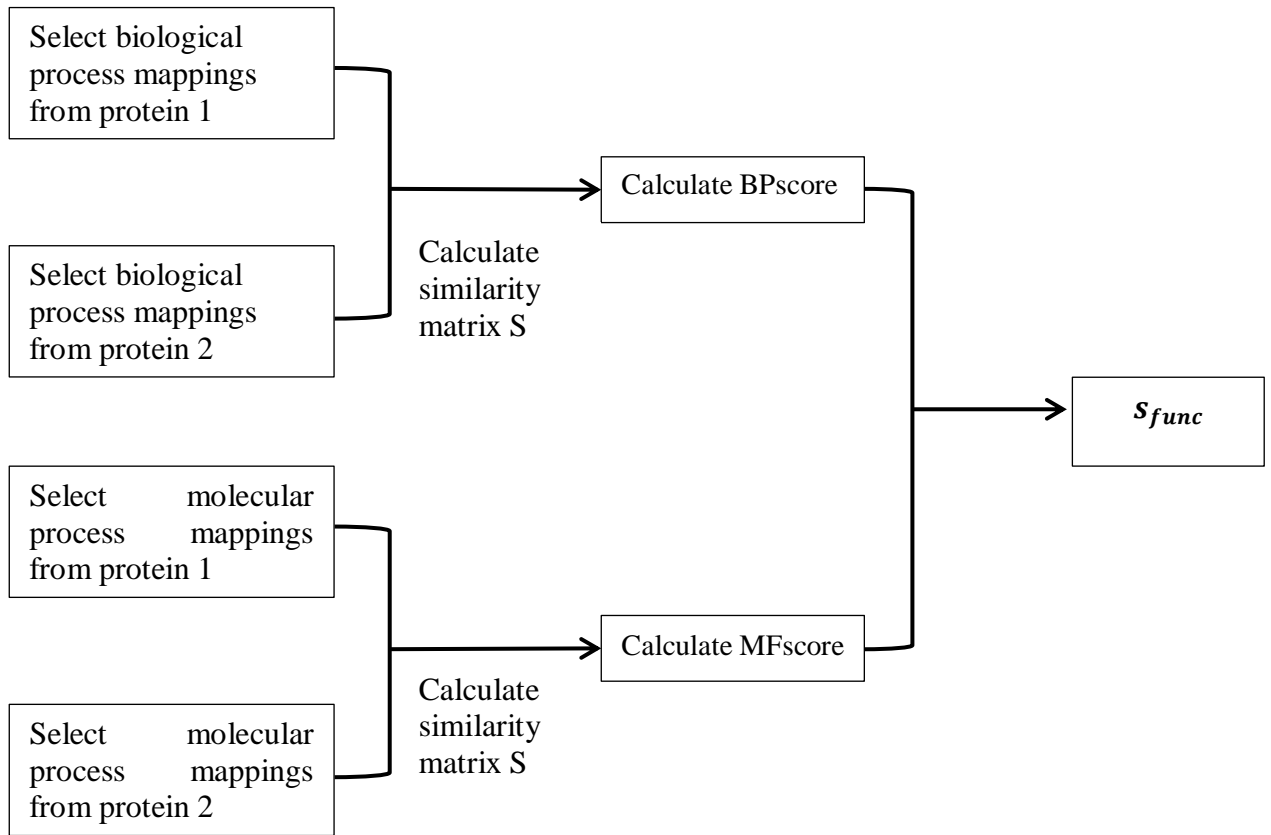 Select biological
process mappings
from protein 1
Calculate BPscore
Select biological
process mappings
from protein 2
Calculate
similarity
matrix S
s_func
Select molecular
process mappings
from protein 1
Calculate MFscore
Select molecular
process mappings
from protein 2
Calculate
similarity
matrix S